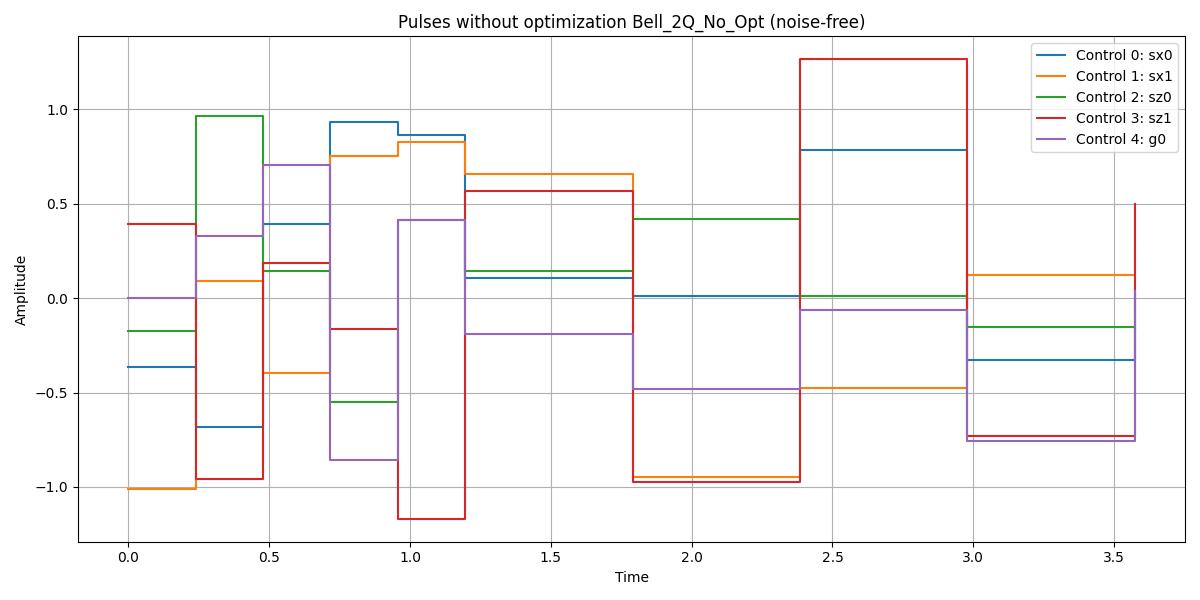 Pulses without optimization Bell_2Q_No_Opt (noise-free)
Control 0: sx0
Control 1: sx1
Control 2: sz0
Control 3: sz1
Control 4: g0
Amplitude
1.0
0.5
0.0
−0.5
−1.0
0.0 0.5 1.0 1.5 2.0 2.5 3.0 3.5
Time